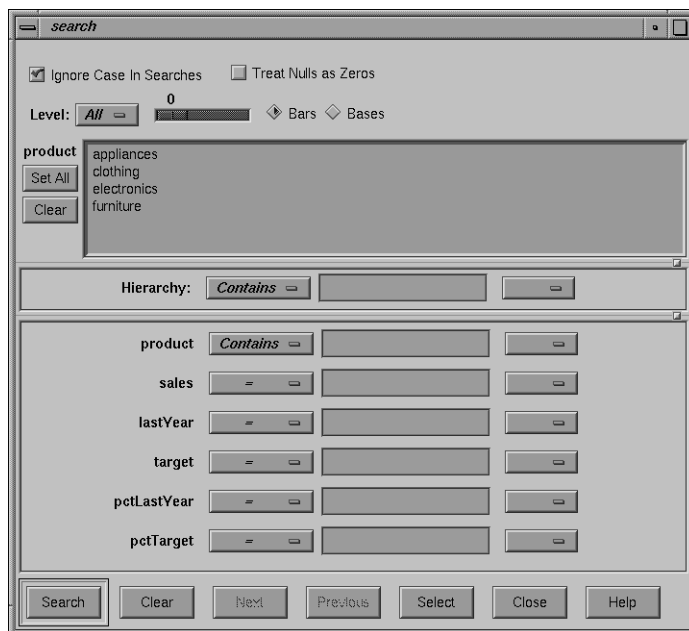 search
Ignore Case In Searches Treat Nulls as Zeros
0
Level: All Bars Bases
product appliances
Set All clothing
electronics
Clear furniture
Hierarchy: Contains
product Contains
sales =
lastYear =
target =
pctLastYear =
pctTarget =
Search Clear Next Previous Select Close Help